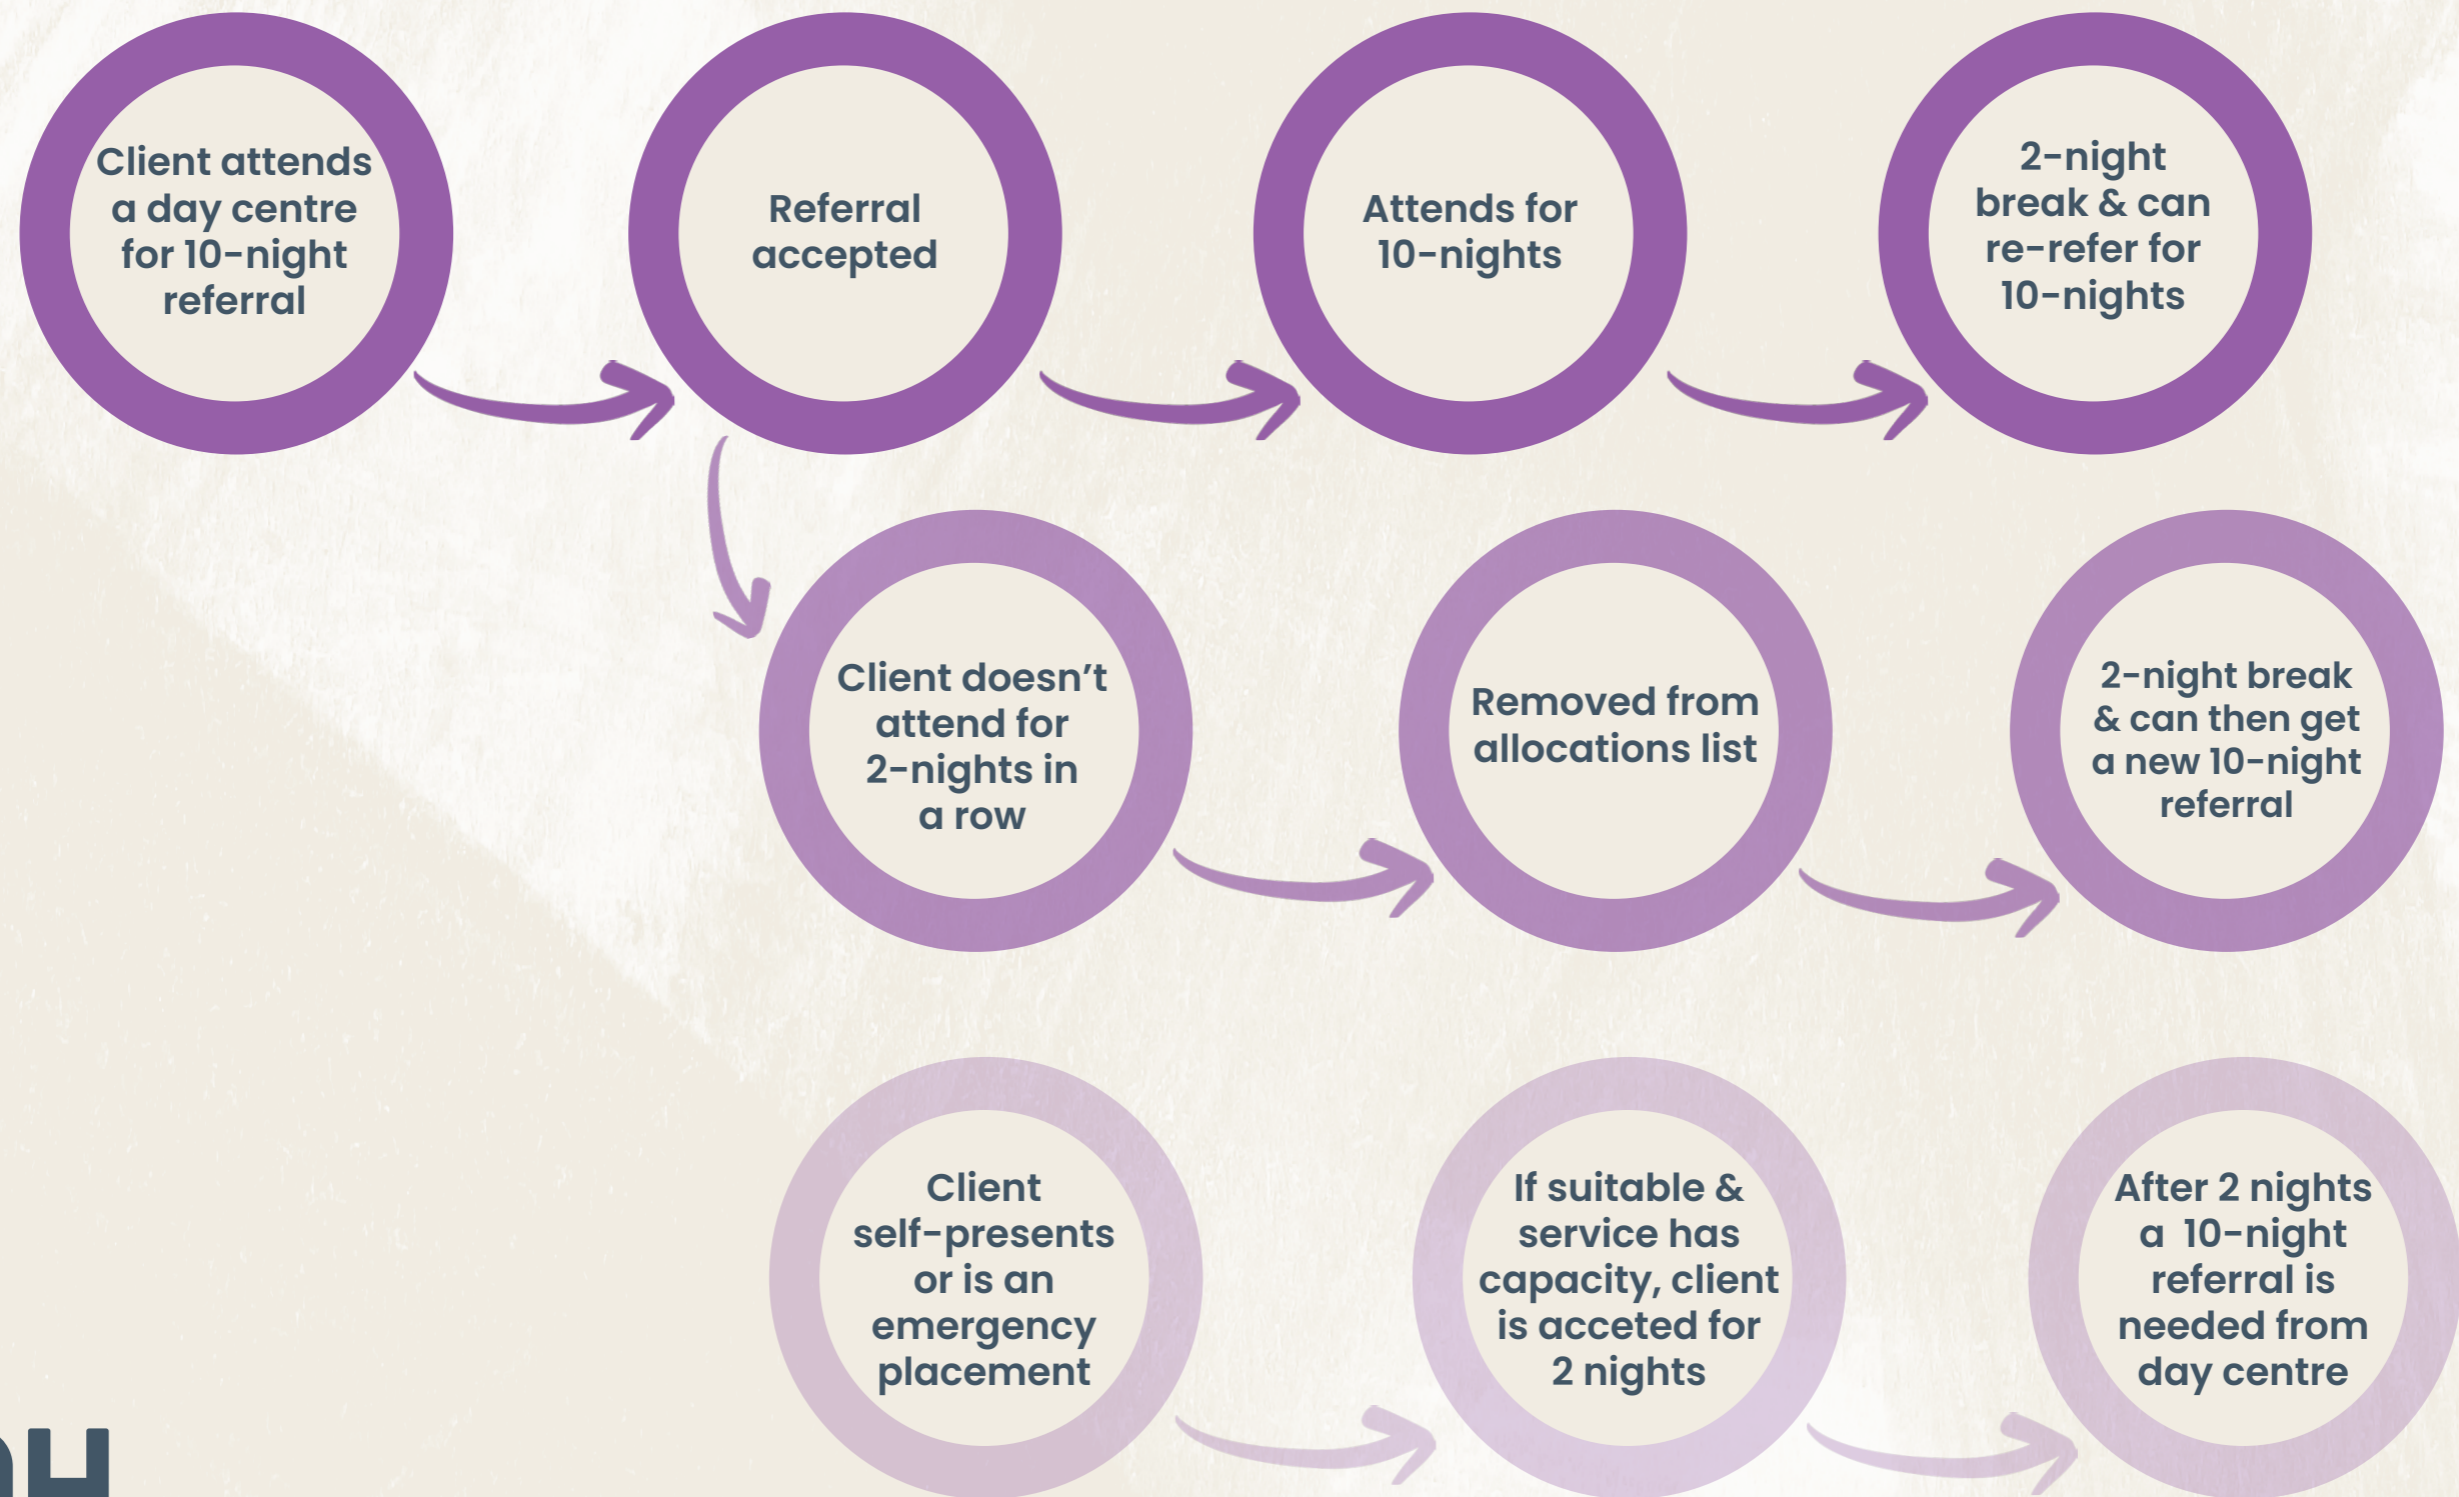 Client attends
a day centre
for 10-night
referral
Referral
accepted
Attends for
10-nights
2-night
break & can
re-refer for
10-nights
Client doesn't
attend for
2-nights in
a row
Removed from
allocations list
2-night break
& can then get
a new 10-night
referral
Client
self-presents
or is an
emergency
placement
If suitable &
service has
capacity, client
is acceted for
2 nights
After 2 nights
a 10-night
referral is
needed from
day centre